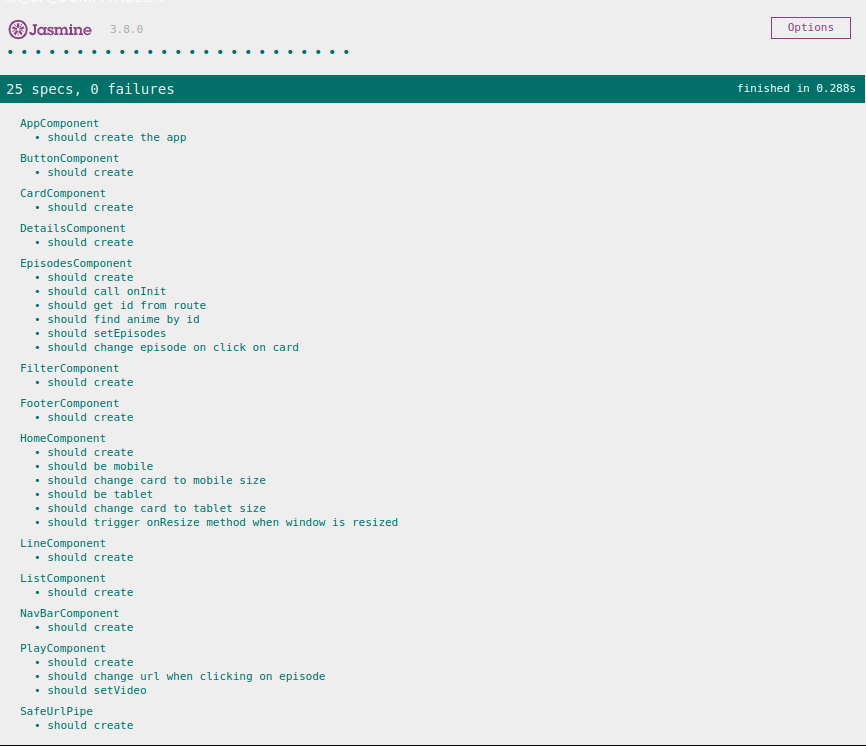 Jasmine 3.8.0 Options
• • • • • • • • • • • • • • • • • • • • • • • • •
25 specs, 0 failures finished in 0.288s
AppComponent
• should create the app
ButtonComponent
• should create
CardComponent
• should create
DetailsComponent
• should create
EpisodesComponent
• should create
• should call onInit
• should get id from route
• should find anime by id
• should setEpisodes
• should change episode on click on card
FilterComponent
• should create
FooterComponent
• should create
HomeComponent
• should create
• should be mobile
• should change card to mobile size
• should be tablet
• should change card to tablet size
• should trigger onResize method when window is resized
LineComponent
• should create
ListComponent
• should create
NavBarComponent
• should create
PlayComponent
• should create
• should change url when clicking on episode
• should setVideo
SafeUrlPipe
• should create